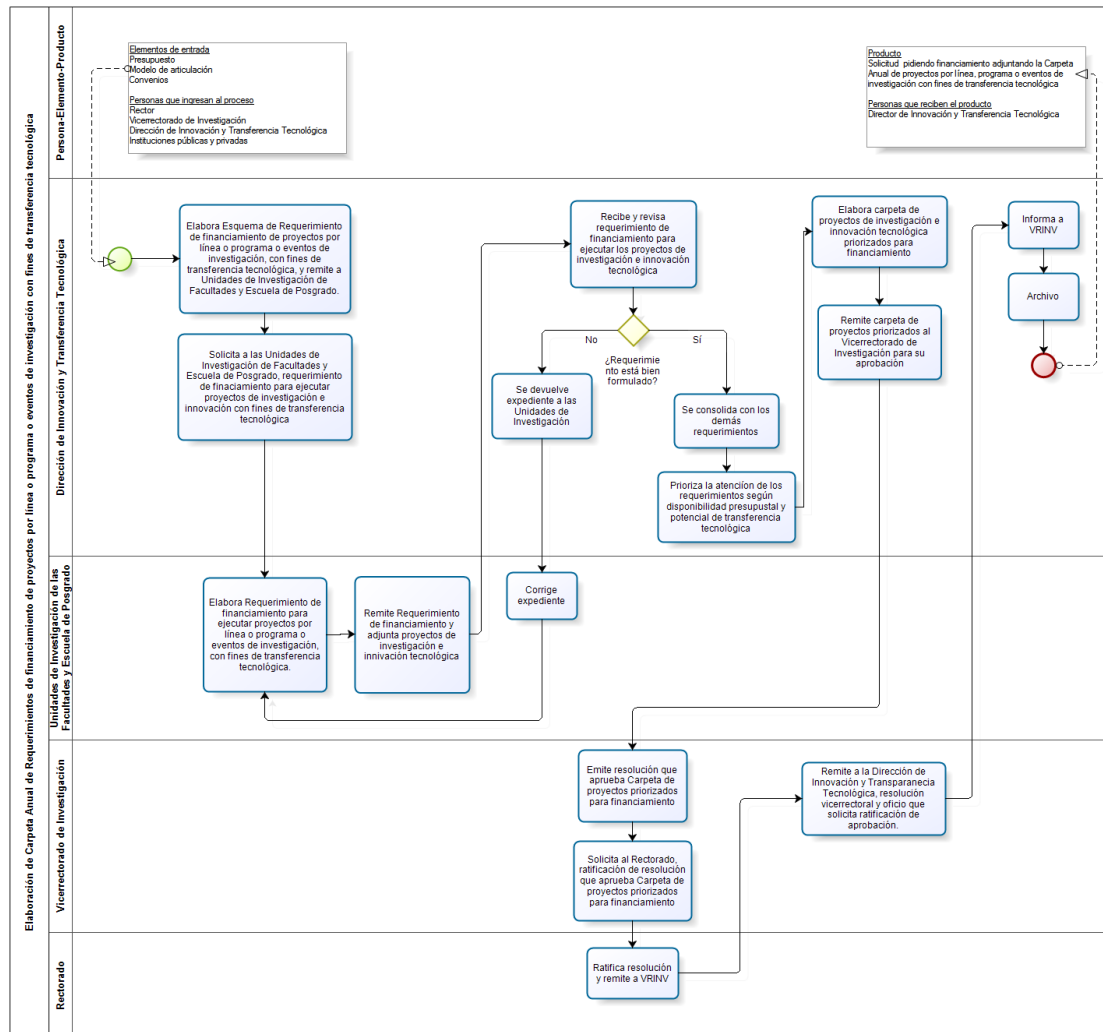 Elaboración de Carpeta Anual de Requerimientos de financiamiento de proyectos por línea o programa o eventos de investigación con fines de transferencia tecnológica
Persona-Elemento-Producto
Elementos de entrada
Presupuesto
Modelo de articulación
Convenios
Personas que ingresan al proceso
Rector
Vicerrectorado de Investigación
Dirección de Innovación y Transferencia Tecnológica
Instituciones públicas y privadas
Producto
Solicitud pidiendo financiamiento adjuntando la Carpeta
Anual de proyectos por línea, programa o eventos de
investigación con fines de transferencia tecnológica
Personas que reciben el producto
Director de Innovación y Transferencia Tecnológica
Dirección de Innovación y Transferencia Tecnológica
Elabora Esquema de Requerimiento
de financiamiento de proyectos por
línea o programa o eventos de
investigación, con fines de
transferencia tecnológica, y remite a
Unidades de Investigación de
Facultades y Escuela de Posgrado.
Solicita a las Unidades de
Investigación de Facultades y
Escuela de Posgrado, requerimiento
de finaciamiento para ejecutar
proyectos de investigación e
innovación con fines de transferencia
tecnológica
Recibe y revisa
requerimiento de
financiamiento para
ejecutar los proyectos de
investigación e innovación
tecnológica
No
Sí
¿Requerimie
nto está bien
formulado?
Se devuelve
expediente a las
Unidades de
Investigación
Se consolida con los
demás
requerimientos
Prioriza la atenciíon de los
requerimientos según
disponibilidad presupustal y
potencial de transferencia
tecnológica
Elabora carpeta de
proyectos de investigación e
innovación tecnológica
priorizados para
financiamiento
Remite carpeta de
proyectos priorizados al
Vicerrectorado de
Investigación para su
aprobación
Informa a
VRINV
Archivo
Unidades de Investigación de las
Facultades y Escuela de Posgrado
Elabora Requerimiento de
financiamiento para
ejecutar proyectos por
línea o programa o
eventos de investigación,
con fines de transferencia
tecnológica.
Remite Requerimiento
de financiamiento y
adjunta proyectos de
investigación e
innivación tecnológica
Corrige
expediente
Vicerrectorado de Investigación
Emite resolución que
aprueba Carpeta de
proyectos priorizados
para financiamiento
Solicita al Rectorado,
ratificación de resolución
que aprueba Carpeta de
proyectos priorizados
para financiamiento
Remite a la Dirección de
Innovación y Transparanecia
Tecnológica, resolución
vicerrectoral y oficio que
solicita ratificación de
aprobación.
Rectorado
Ratifica resolución
y remite a VRINV